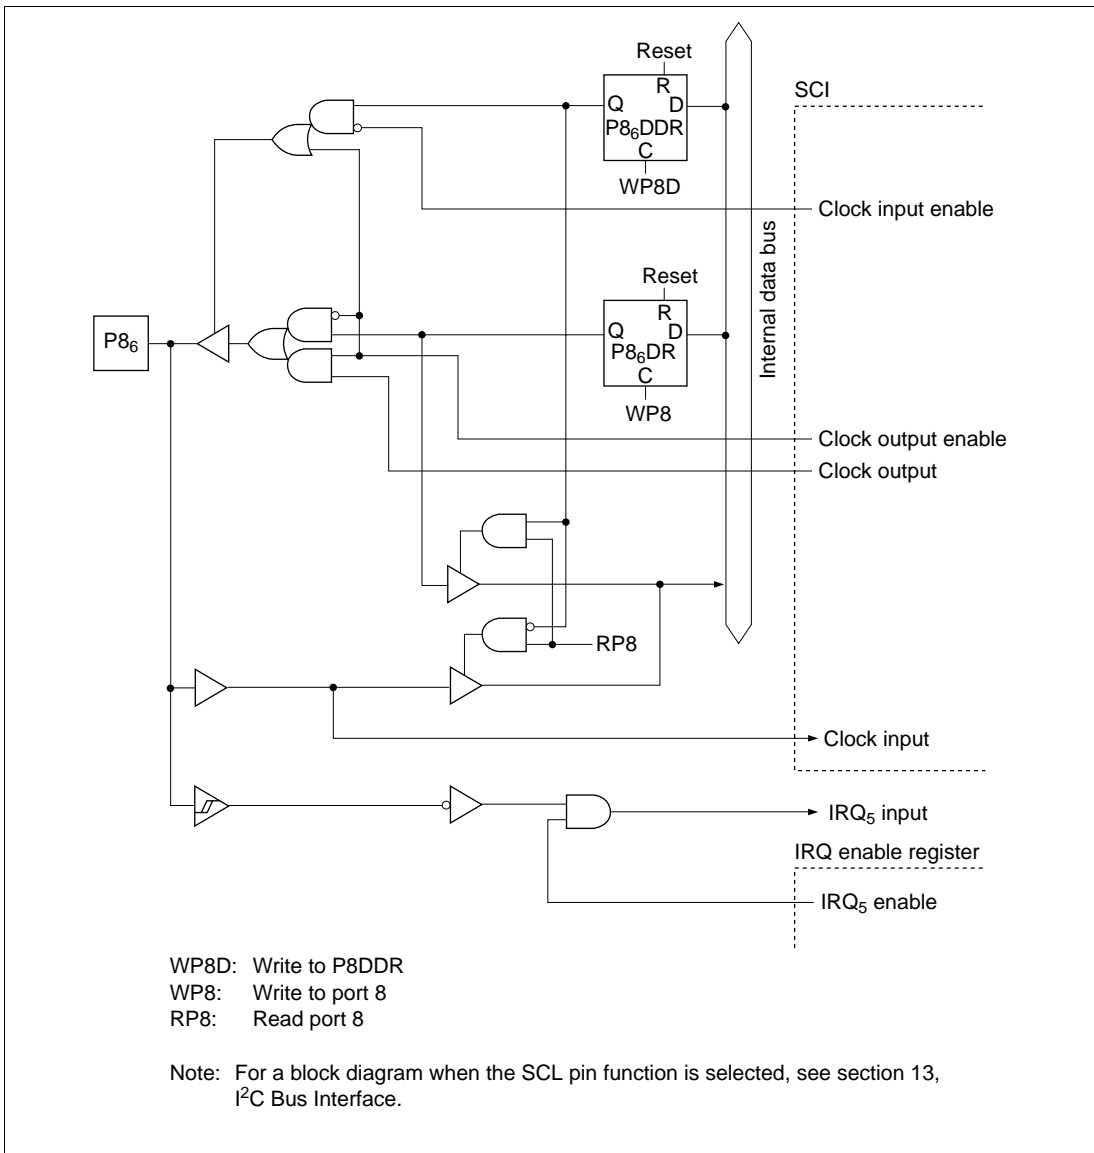 Reset
R
SCI
Q
D
P8₆DDR
C
WP8D
Clock input enable
Internal data bus
Reset
R
Q
D
P8₆
P8₆DR
C
WP8
Clock output enable
Clock output
RP8
Clock input
IRQ₅ input
IRQ enable register
IRQ₅ enable
WP8D: Write to P8DDR
WP8: Write to port 8
RP8: Read port 8
Note: For a block diagram when the SCL pin function is selected, see section 13,
I²C Bus Interface.